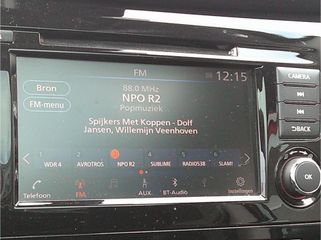 FM
12:15
CAMERA
Bron
88.0 MHz
NPO R2
Popmuziek
FM-menu
Spijkers Met Koppen - Dolf
Jansen, Willemijn Veenhoven
BACK
1 2 3 4 5 6
WDR 4 AVROTROS NPO R2 SUBLIME RADIO538 SLAM!
Telefoon FM AUX BT-Audio Instellingen